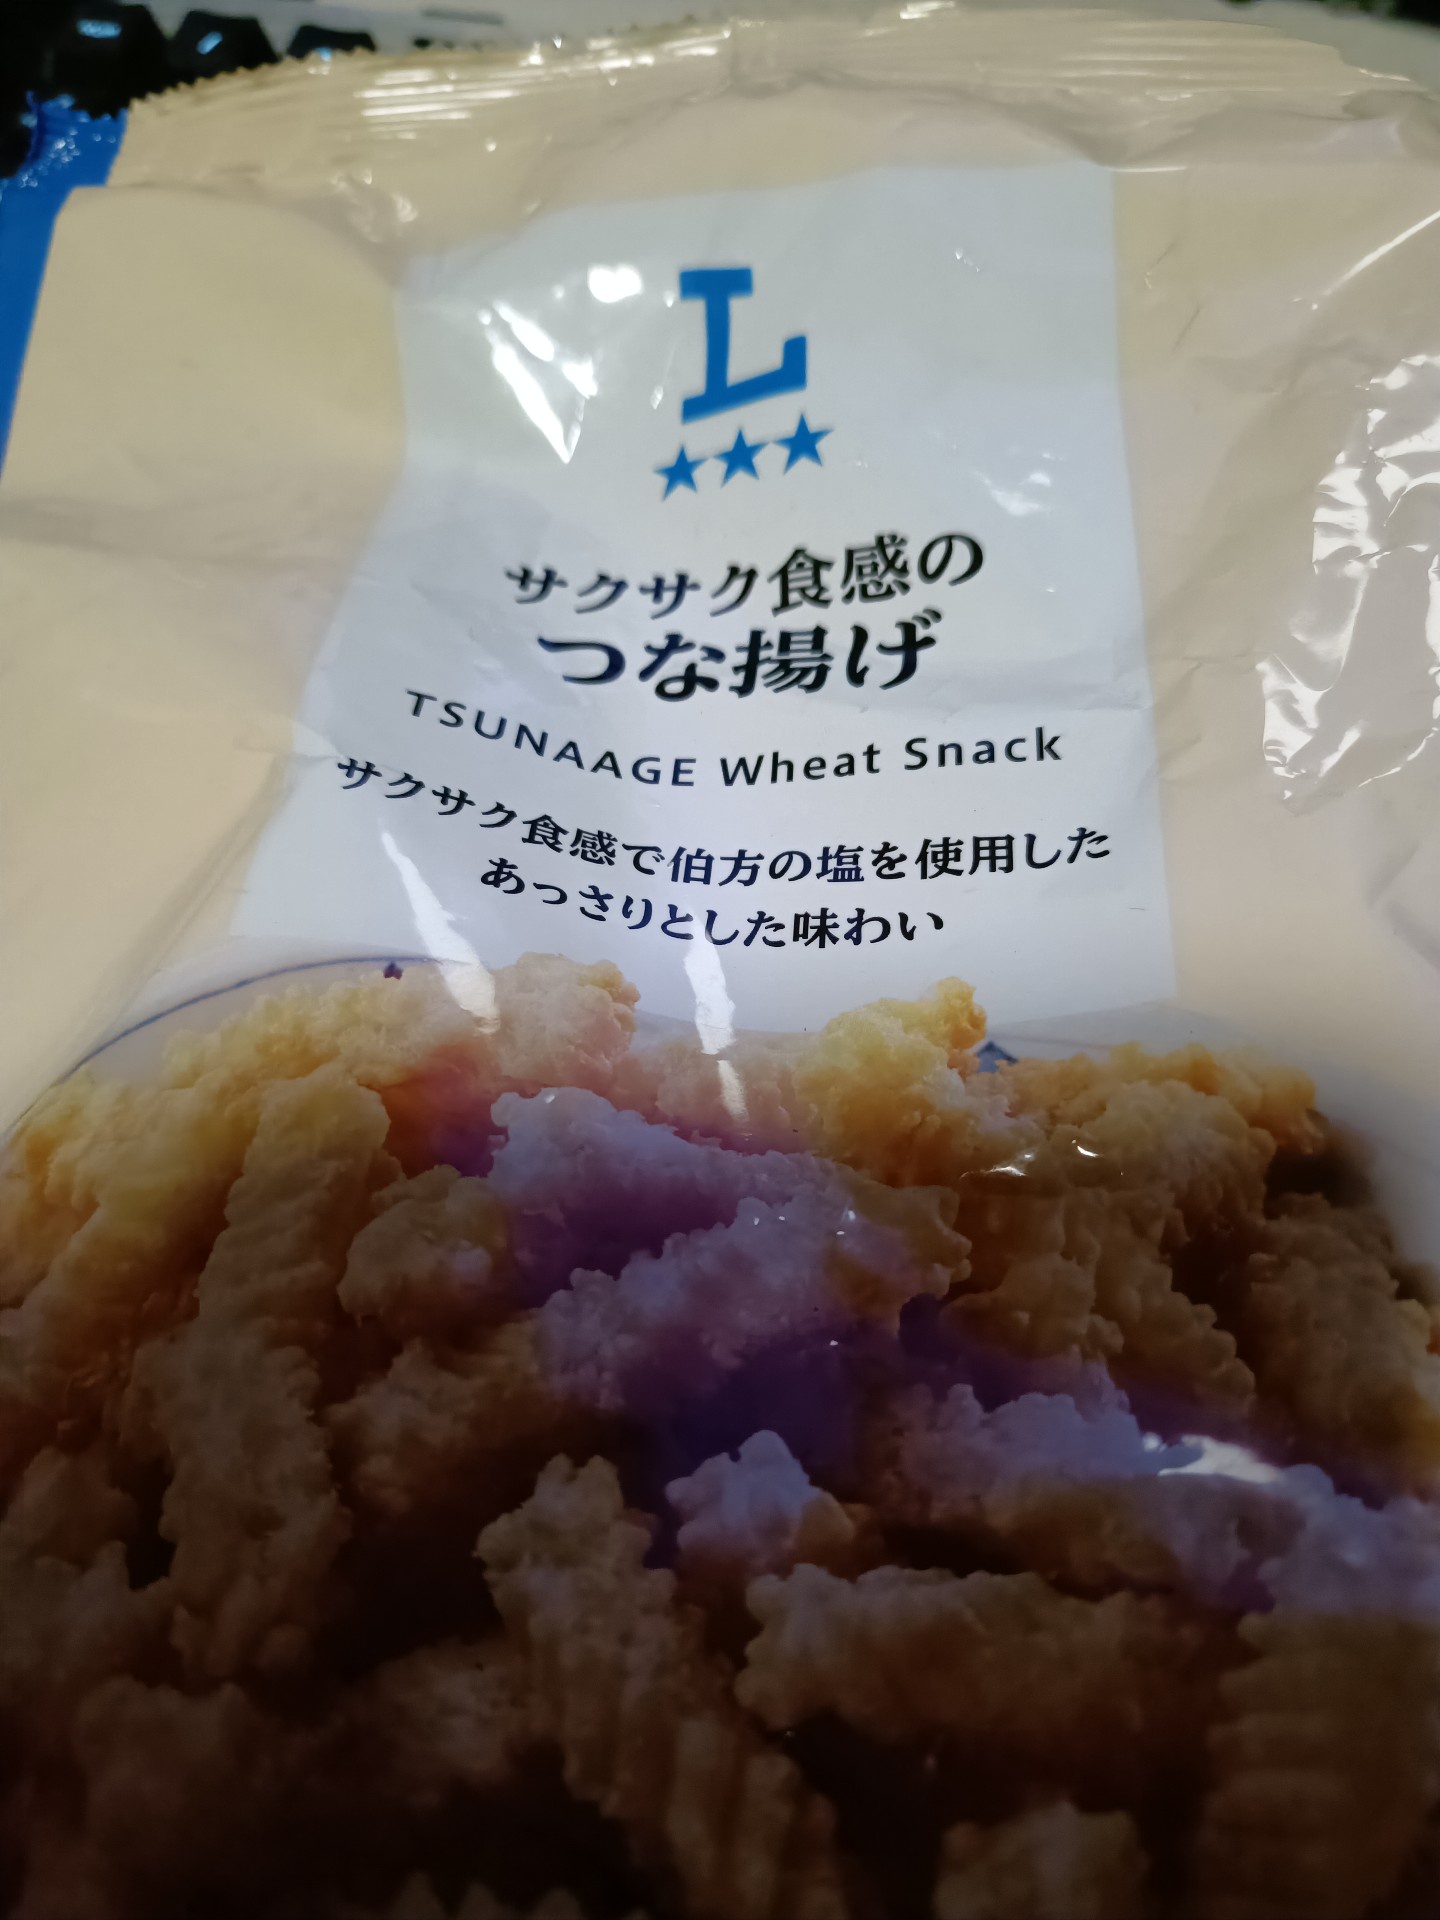 L
★★★
サクサク食感の
つな揚げ
TSUNAAGE Wheat Snack
サクサク食感で伯方の塩を使用した
あっさりとした味わい